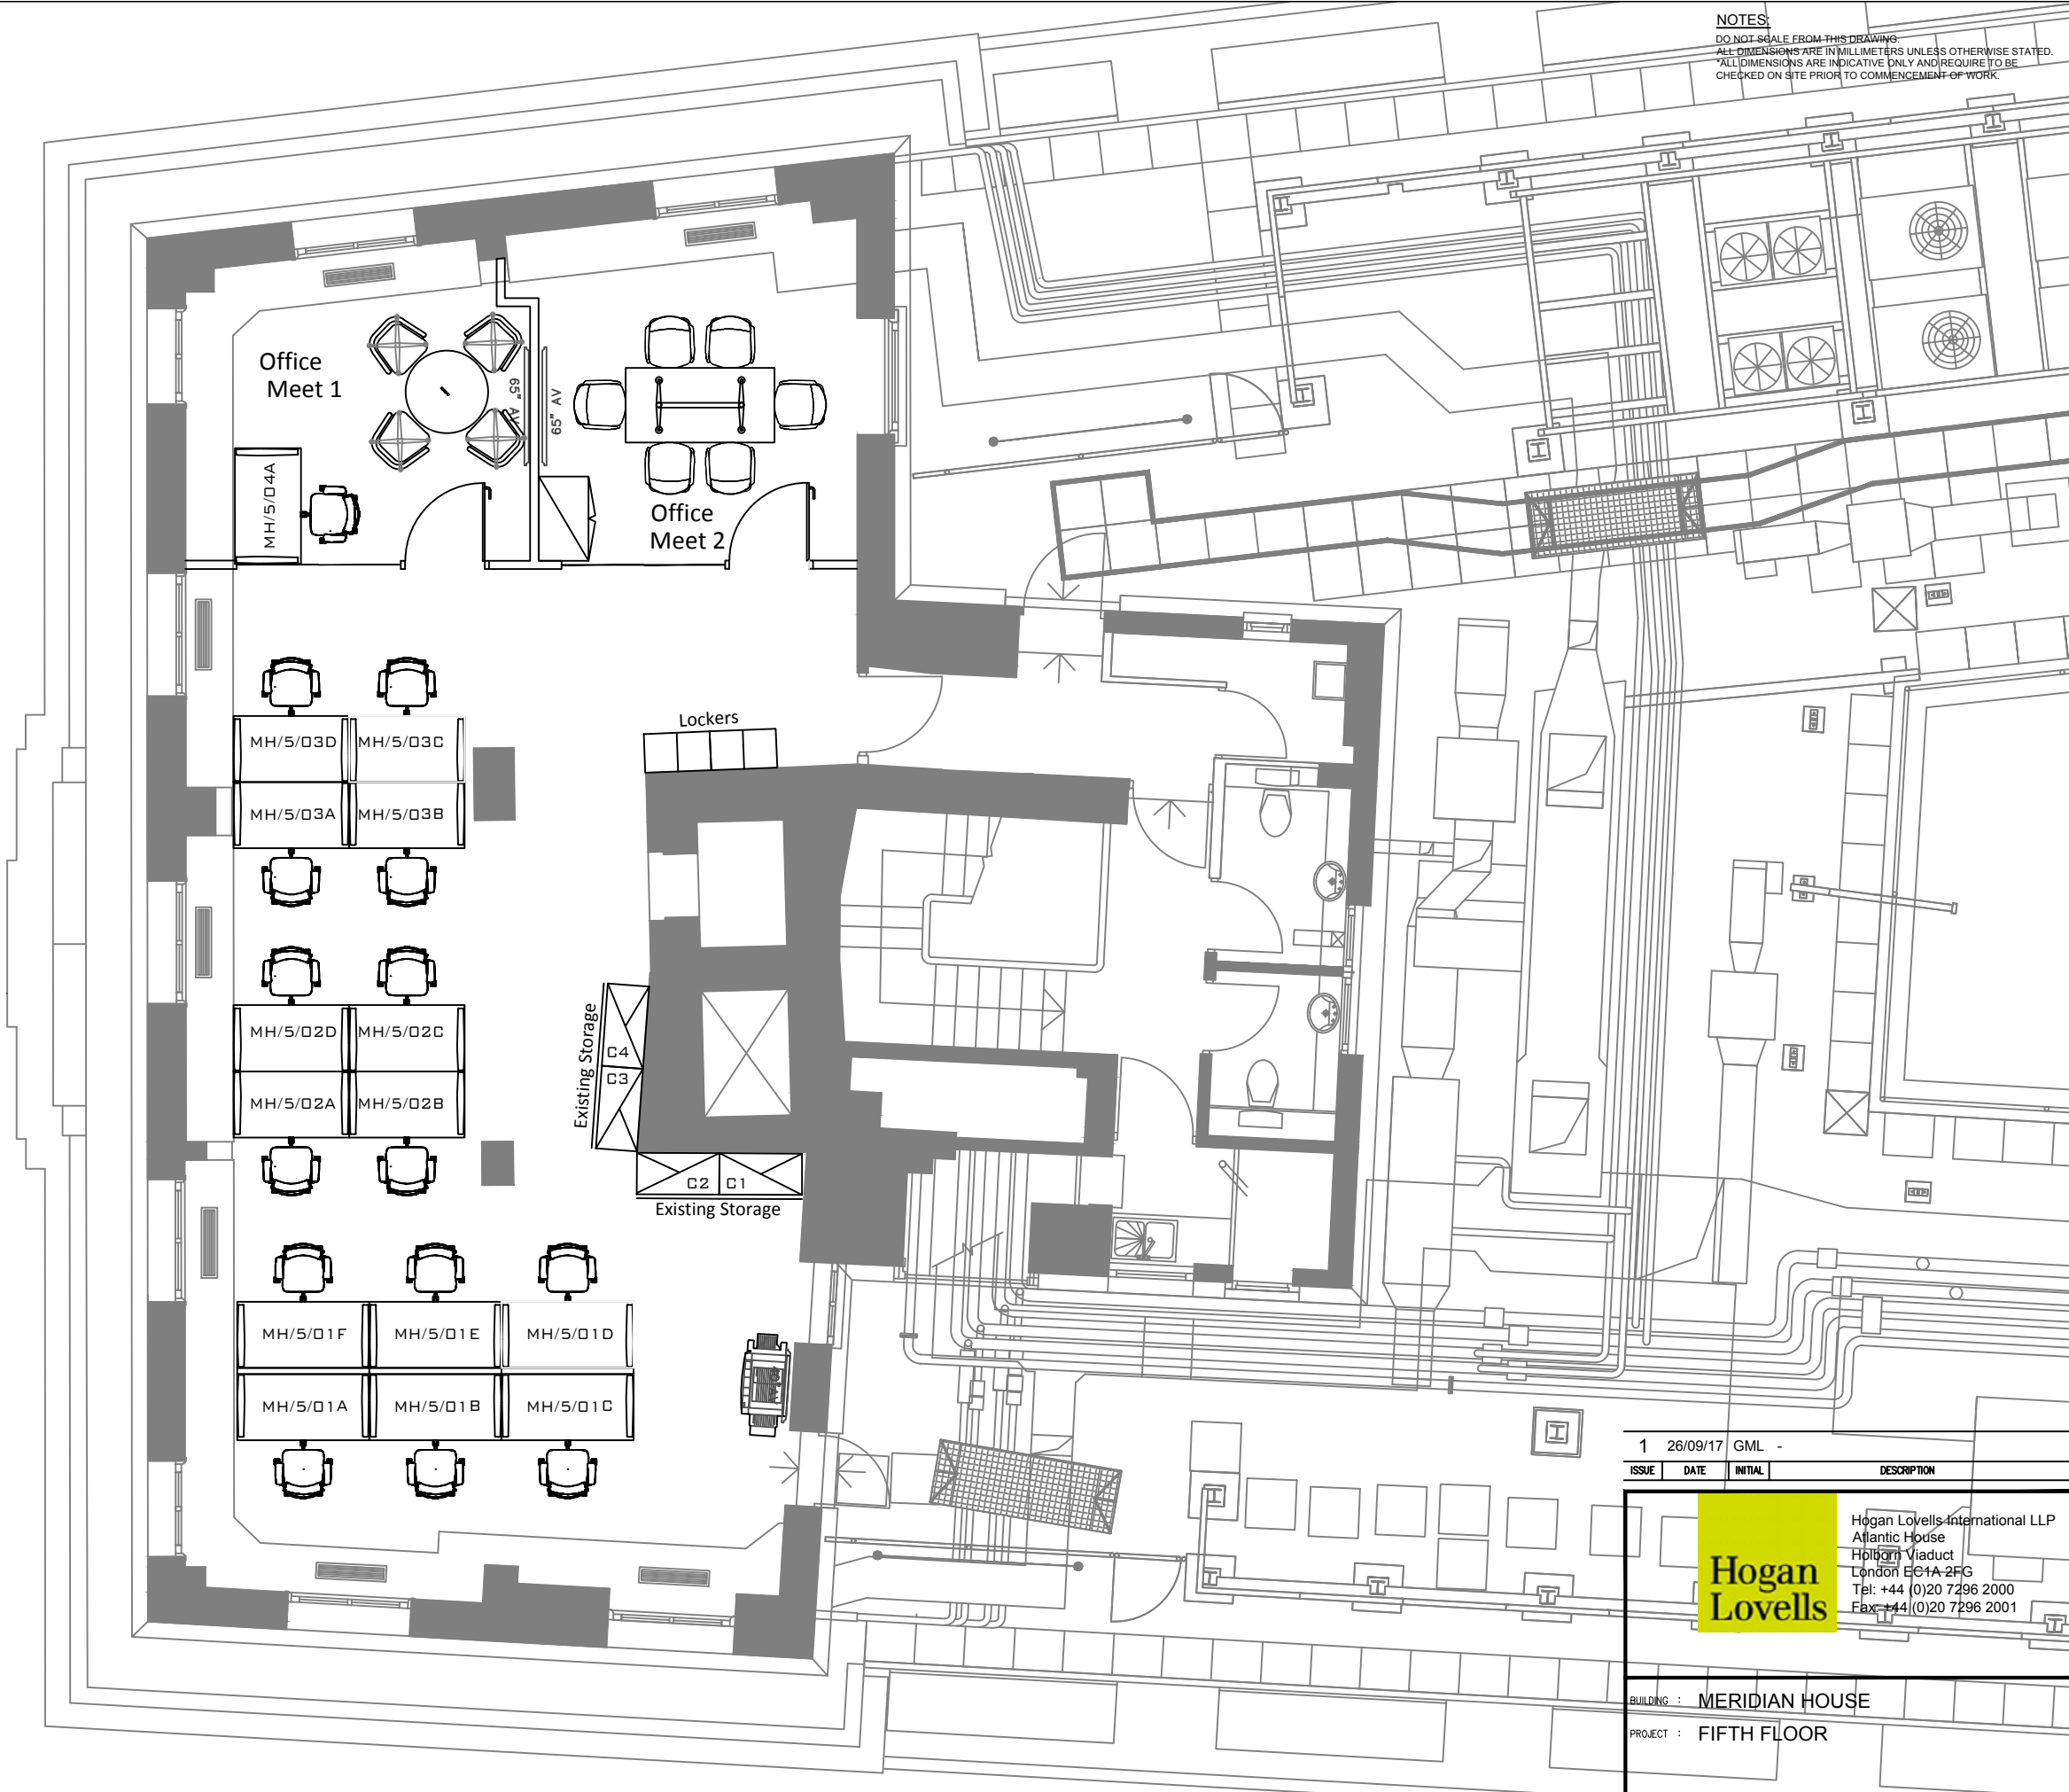 NOTES:
DO NOT SCALE FROM THIS DRAWING.
ALL DIMENSIONS ARE IN MILLIMETERS UNLESS OTHERWISE STATED.
*ALL DIMENSIONS ARE INDICATIVE ONLY AND REQUIRE TO BE
CHECKED ON SITE PRIOR TO COMMENCEMENT OF WORK.
Office
Meet 1
65" AV
65" AV
MH/5/04A
Office
Meet 2
Lockers
MH/5/03D
MH/5/03C
MH/5/03A
MH/5/03B
MH/5/02D
MH/5/02C
MH/5/02A
MH/5/02B
Existing Storage
C4
C3
C2
C1
Existing Storage
MH/5/01F
MH/5/01E
MH/5/01D
MH/5/01A
MH/5/01B
MH/5/01C
1 26/09/17 GML -
ISSUE DATE INITIAL DESCRIPTION
Hogan
Lovells
Hogan Lovells International LLP
Atlantic House
Holborn Viaduct
London EC1A 2FG
Tel: +44 (0)20 7296 2000
Fax: +44 (0)20 7296 2001
BUILDING : MERIDIAN HOUSE
PROJECT : FIFTH FLOOR